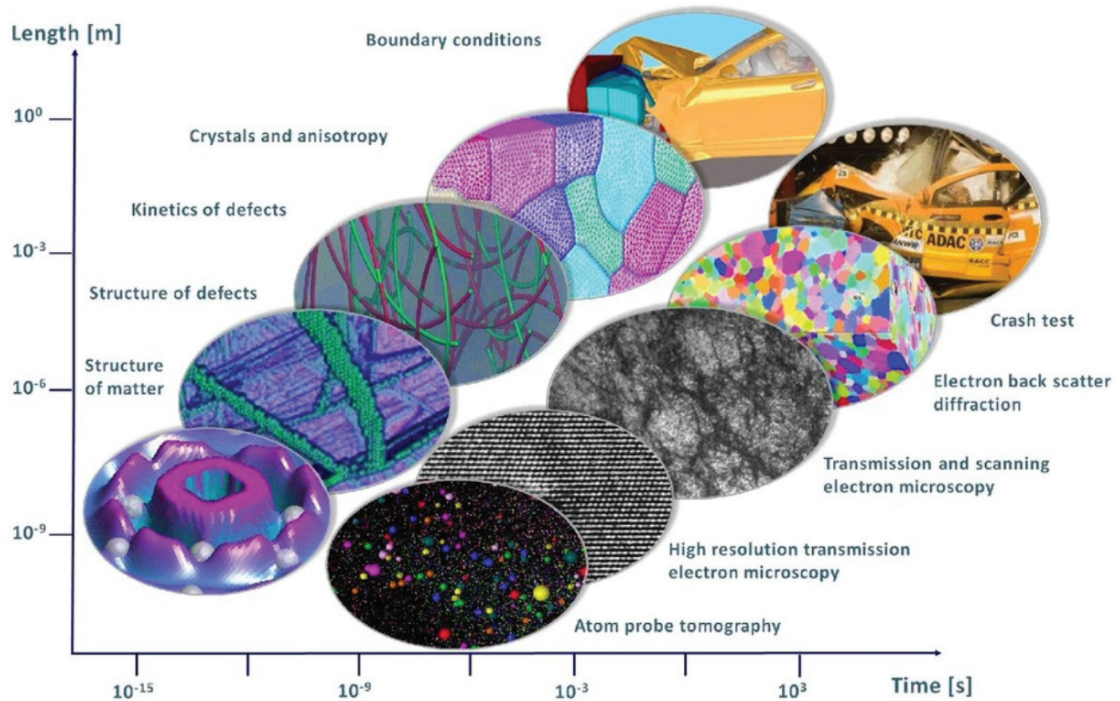 Length [m]
Boundary conditions
10⁰
Crystals and anisotropy
Kinetics of defects
10⁻³
ADAC
Structure of defects
Crash test
Structure
of matter
10⁻⁶
Electron back scatter
diffraction
Transmission and scanning
electron microscopy
10⁻⁹
High resolution transmission
electron microscopy
Atom probe tomography
10⁻¹⁵
10⁻⁹
10⁻³
10³
Time [s]